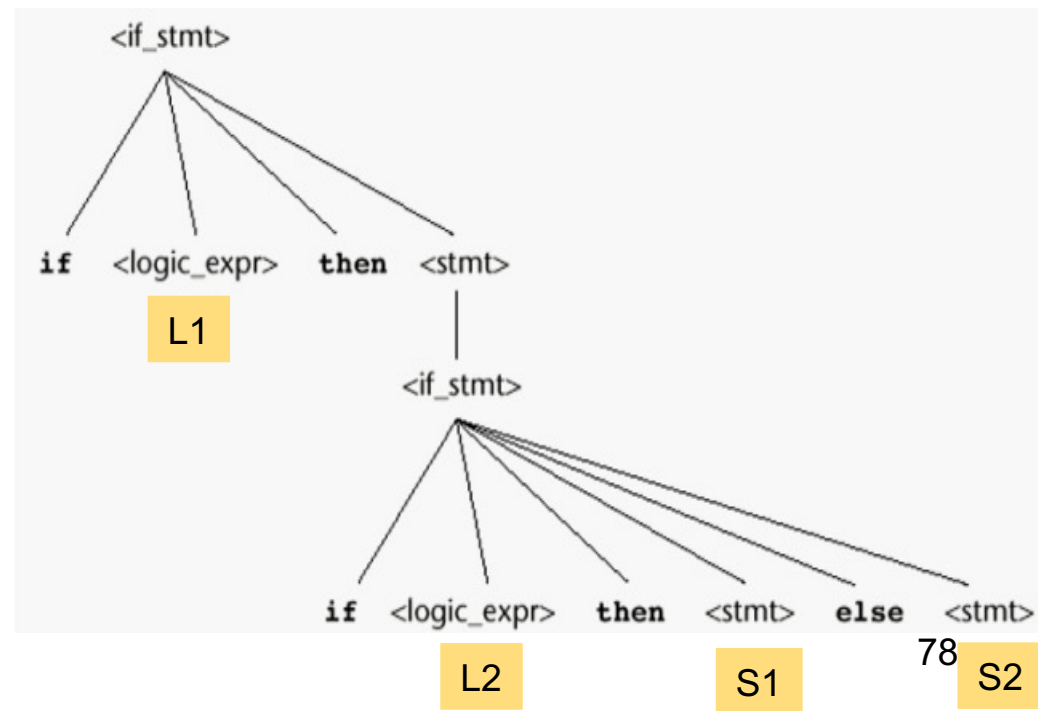 <if_stmt>
if <logic_expr> then <stmt>
L1
<if_stmt>
if <logic_expr> then <stmt> else <stmt>
78
L2 S1 S2